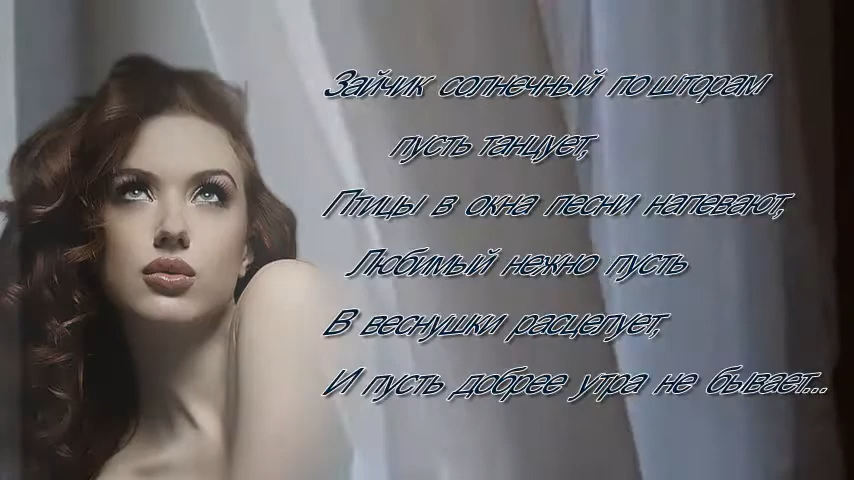 Зайчик солнечный по шторам
пусть танцует,
Птицы в окна песни напевают,
Любимый нежно пусть
В веснушки расцелует,
И пусть добрее утра не бывает...